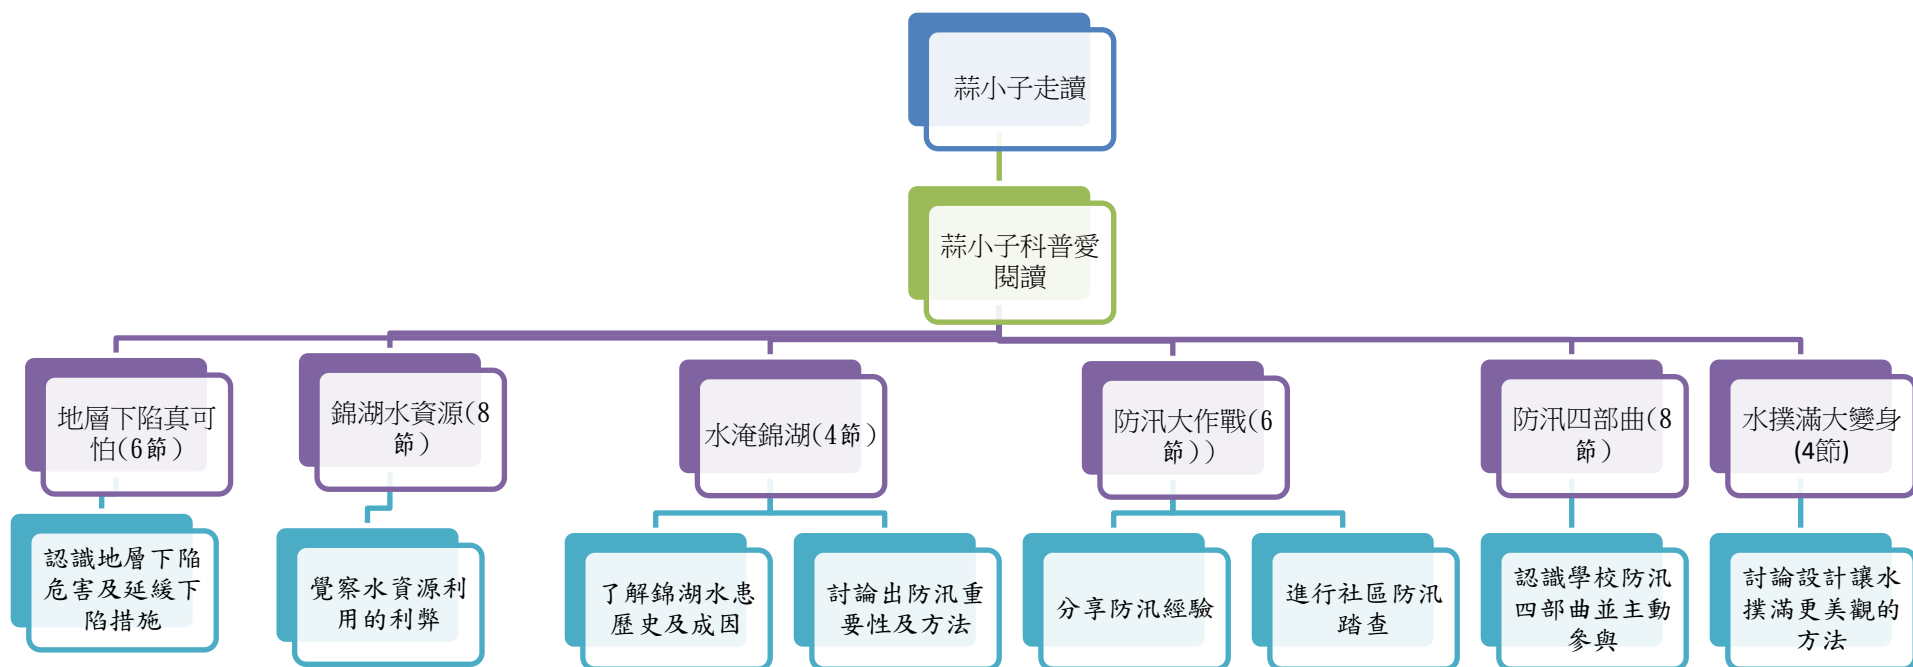 蒜小子走讀
蒜小子科普愛
閱讀
地層下陷真可
怕(6節)
錦湖水資源(8
節)
水淹錦湖(4節)
防汛大作戰(6
節))
防汛四部曲(8
節)
水撲滿大變身
(4節)
認識地層下陷
危害及延緩下
陷措施
覺察水資源利
用的利弊
了解錦湖水患
歷史及成因
討論出防汛重
要性及方法
分享防汛經驗
進行社區防汛
踏查
認識學校防汛
四部曲並主動
參與
討論設計讓水
撲滿更美觀的
方法